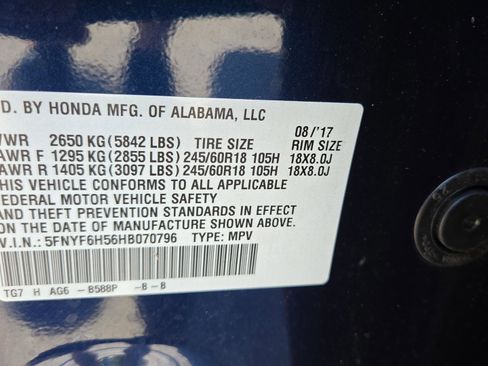 D. BY HONDA MFG. OF ALABAMA, LLC
08/'17
VWR 2650 KG (5842 LBS) TIRE SIZE RIM SIZE
AWR F 1295 KG (2855 LBS) 245/60R18 105H 18X8.0J
AWR R 1405 KG (3097 LBS) 245/60R18 105H 18X8.0J
THIS VEHICLE CONFORMS TO ALL APPLICABLE
FEDERAL MOTOR VEHICLE SAFETY
AND THEFT PREVENTION STANDARDS IN EFFECT
ON THE DATE OF MANUFACTURE SHOWN ABOVE.
V.I.N.: 5FNYF6H56HB070796 TYPE: MPV
TG7 H AG6 -B588P -B -B